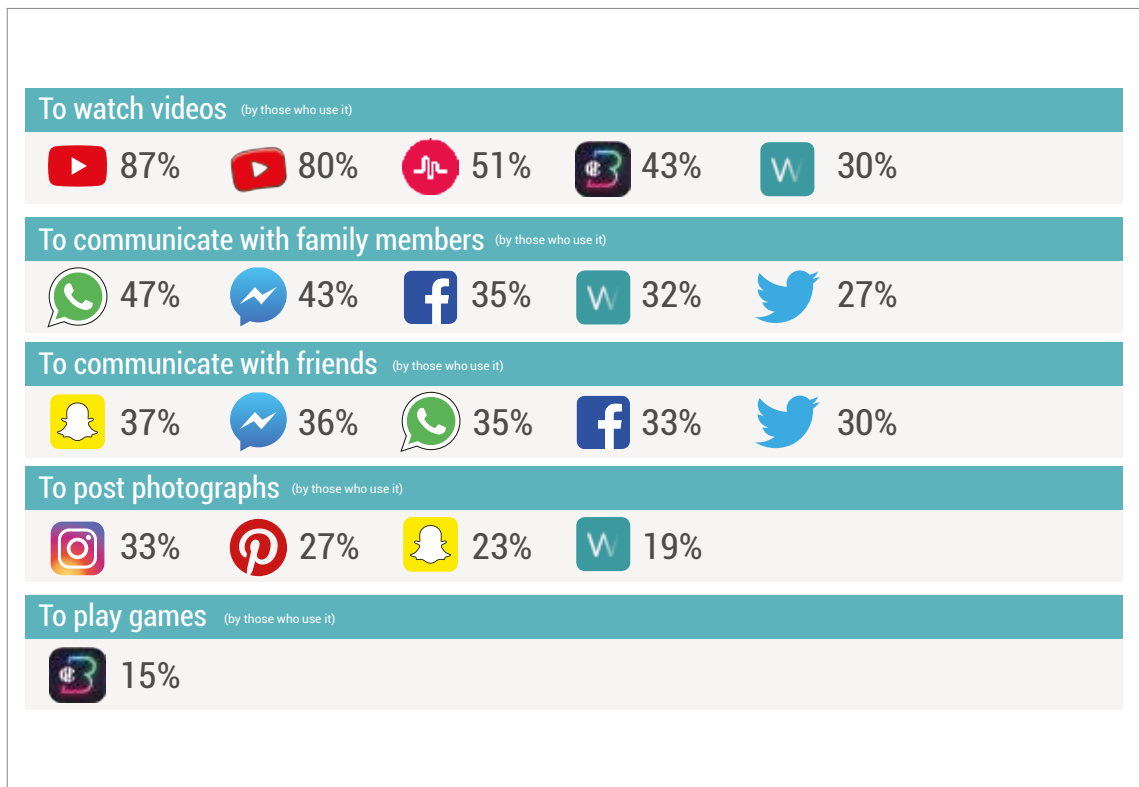 To watch videos (by those who use it)
87% 80% 51% 43% W 30%
To communicate with family members (by those who use it)
47% 43% f 35% W 32% 27%
To communicate with friends (by those who use it)
37% 36% 35% f 33% 30%
To post photographs (by those who use it)
33% 27% 23% W 19%
To play games (by those who use it)
15%